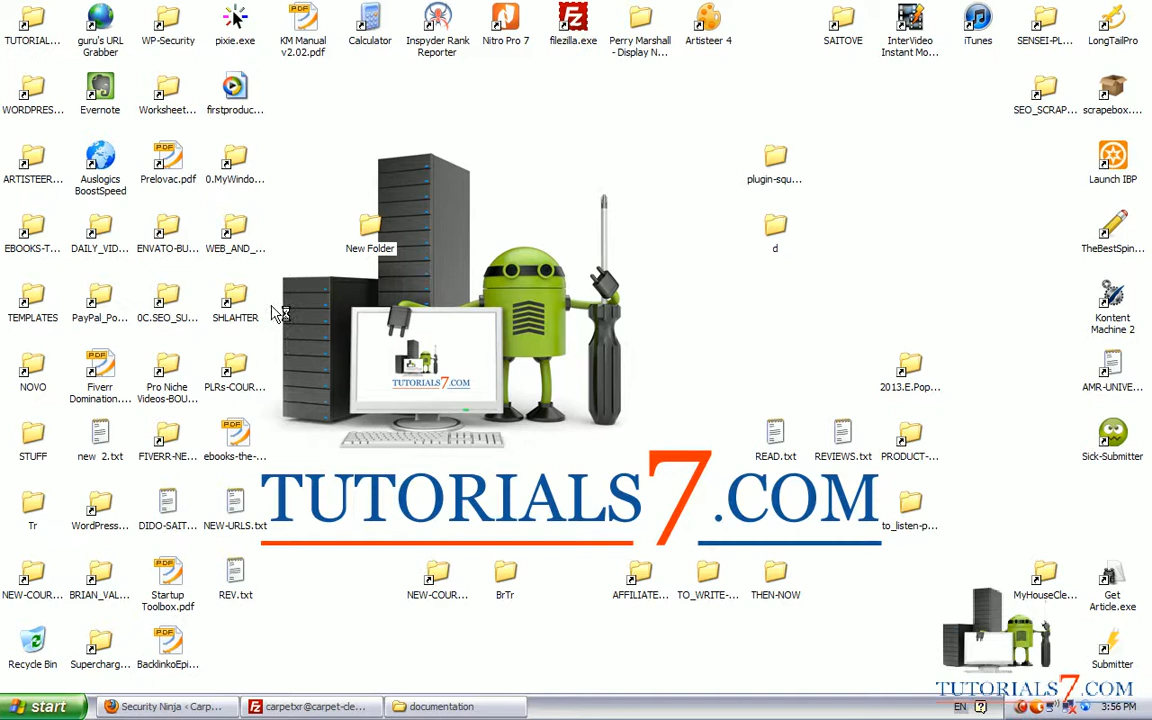 TUTORIAL...
guru's URL
Grabber
WP-Security
pixie.exe
KM Manual
v2.02.pdf
Calculator
Inspyder Rank
Reporter
Nitro Pro 7
filezilla.exe
Perry Marshall
- Display N...
Artisteer 4
SAITOVE
InterVideo
Instant Mo...
iTunes
SENSEI-PL...
LongTailPro
WORDPRES...
Evernote
Worksheet...
firstproduc...
SEO_SCRAP...
scrapebox....
ARTISTEER...
Auslogics
BoostSpeed
Prelovac.pdf
0.MyWindo...
plugin-squ...
Launch IBP
EBOOKS-T...
DAILY_VID...
ENVATO-BU...
WEB_AND_...
New Folder
d
TheBestSpin...
TEMPLATES
PayPal_Po...
0C.SEO_SU...
SHLAHTER
Kontent
Machine 2
NOVO
Fiverr
Domination....
Pro Niche
Videos-BOU...
PLRs-COUR...
TUTORIALS7.COM
2013.E.Pop...
AMR-UNIVE...
STUFF
new 2.txt
FIVERR-NE...
ebooks-the-...
READ.txt
REVIEWS.txt
PRODUCT-...
Sick-Submitter
Tr
WordPress...
DIDO-SAIT...
NEW-URLS.txt
TUTORIALS7.COM
to_listen-p...
NEW-COUR...
BRIAN_VAL...
Startup
Toolbox.pdf
REV.txt
NEW-COUR...
BrTr
AFFILIATE...
TO_WRITE-...
THEN-NOW
MyHouseCle...
Get
Article.exe
Recycle Bin
Supercharg...
BacklinkoEpi...
Submitter
TUTORIALS7.COM
start
Security Ninja ‹ Carp...
carpetxr@carpet-cle...
documentation
EN
3:56 PM